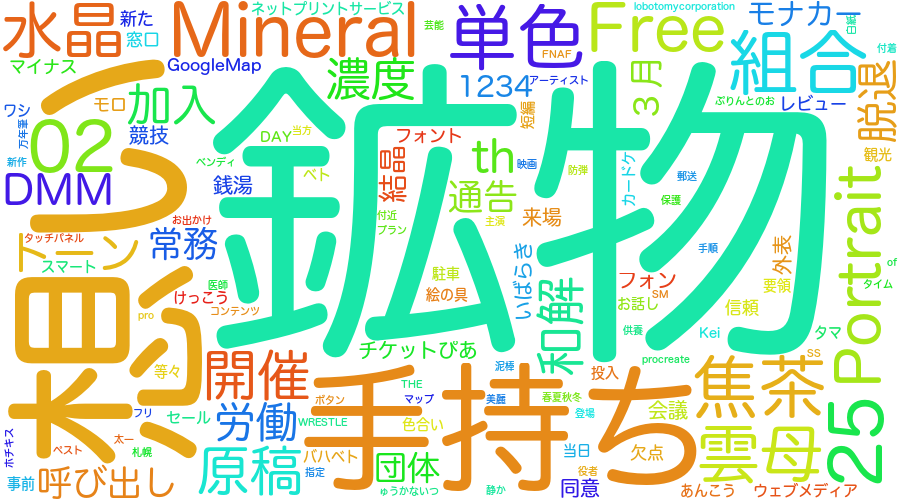 鉱物
想い
手持ち
水晶
Mineral
単色
Free
組合
モナカー
ネットプリントサービス
新た
窓口
芸能
lobotomycorporation
日編
付着
FNAF
アーティスト
マイナス
GoogleMap
濃度
1234
3月
ぷりんとのお
レビュー
脱退
ワシ
モロ
加入
競技
万年筆
新作
02
DAY
当方
フォント
短編
映画
防弾
カードケ
郵送
観光
ペンディ
ベト
結晶
th
保護
DMM
銭湯
通告
Portrait
お出かけ
付近
プラン
主演
来場
タッチパネル
トーン
常務
スマート
駐車
いばらき
手順
外表
of
タイム
医師
けっこう
絵の具
和解
フォン
SM
要領
pro
コンテンツ
お話し
信頼
供養
Kei
タマ
チケットぴあ
procreate
SS
25
等々
開催
泥棒
投入
焦茶
THE
ボタン
マップ
美麗
春夏秋冬
フリ
セール
労働
WRESTLE
色合い
登場
会議
ホチキス
ベスト
太一
札幌
原稿
バハベト
指定
団体
当日
役者
欠点
雲母
事前
呼び出し
ゅうかないつ
静か
同意
あんこう
ウェブメディア